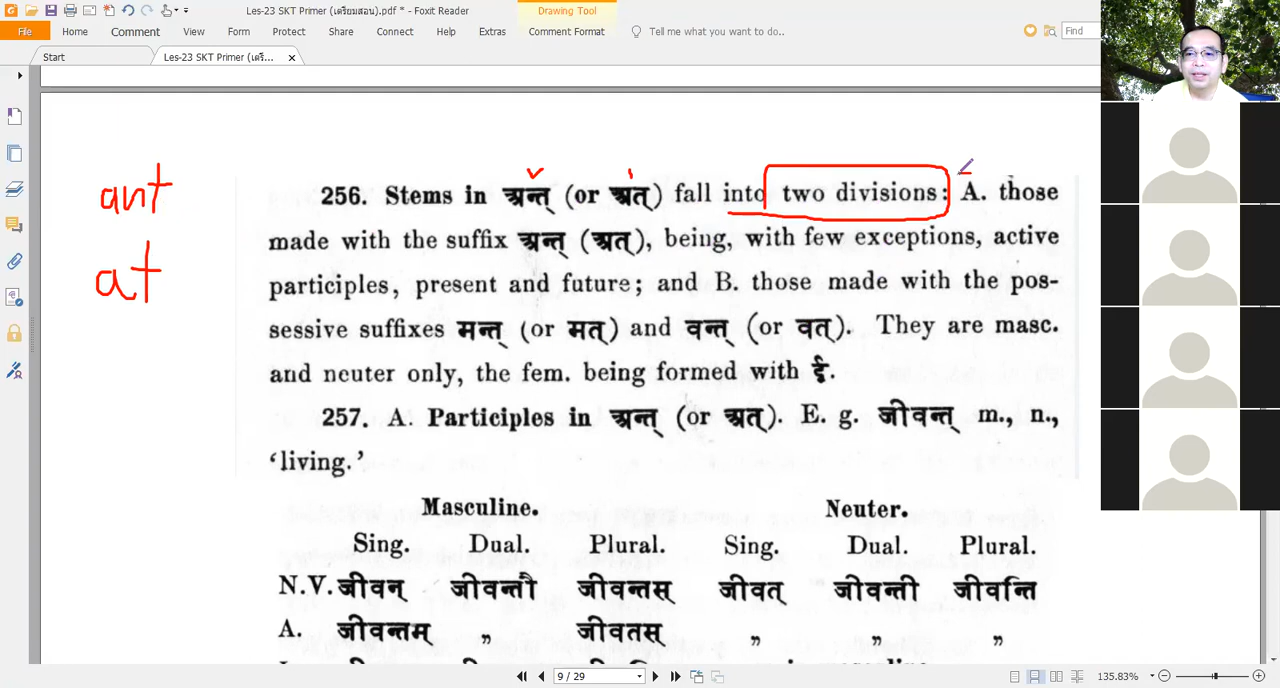 Les-23 SKT Primer (เตรียมสอน).pdf * - Foxit Reader
Drawing Tool
File Home Comment View Form Protect Share Connect Help Extras Comment Format Tell me what you want to do.. Find
Start Les-23 SKT Primer (เตรี...
ant
at
256. Stems in अन्त् (or अत्) fall into two divisions: A. those
made with the suffix अन्त् (अत्), being, with few exceptions, active
participles, present and future; and B. those made with the pos-
sessive suffixes मन्त् (or मत्) and वन्त् (or वत्). They are masc.
and neuter only, the fem. being formed with ई.
257. A. Participles in अन्त् (or अत्). E. g. जीवन्त् m., n.,
‘living.’
Masculine. Neuter.
Sing. Dual. Plural. Sing. Dual. Plural.
N.V. जीवन् जीवन्तौ जीवन्तस् जीवत् जीवन्ती जीवन्ति
A. जीवन्तम् „ जीवतस् „ „ „
9 / 29
135.83%